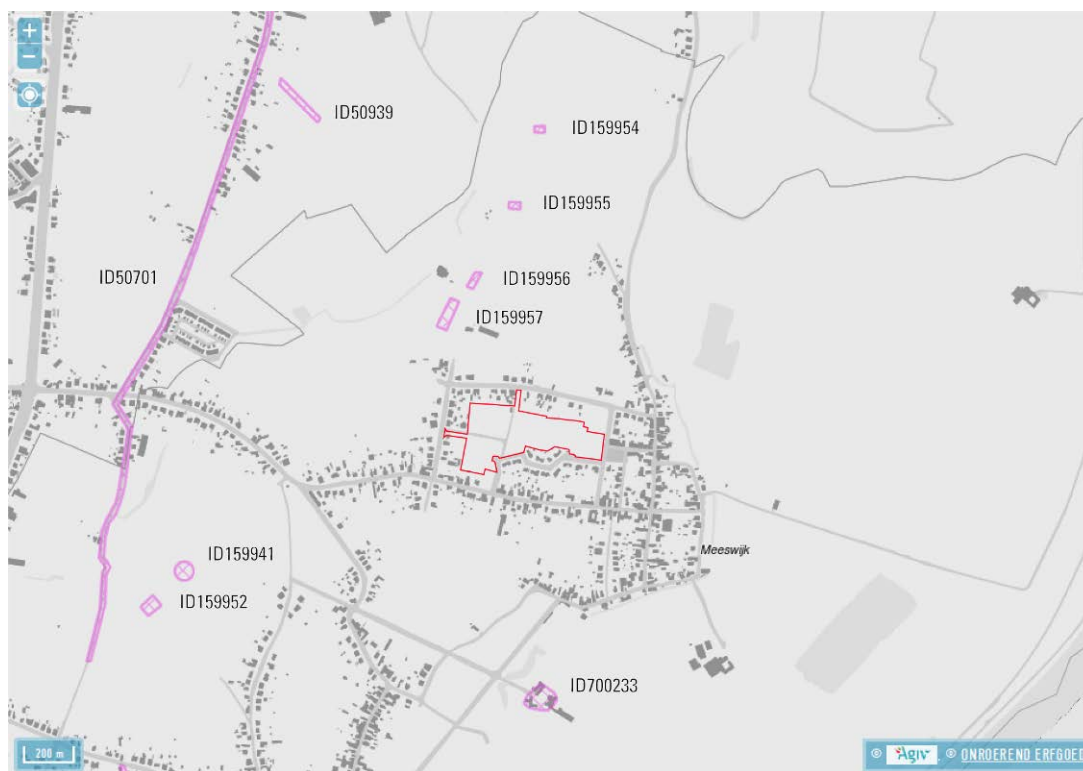 +
−
ID50939
ID159954
ID159955
ID50701
ID159956
ID159957
ID159941
Meeswijk
ID159952
ID700233
200 m
© Agiv © ONROEREND ERFGOED